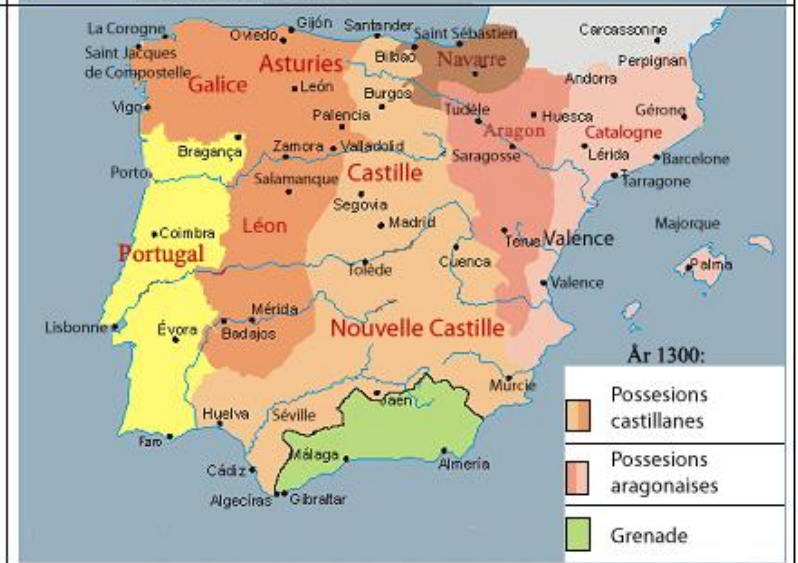 La Corogne
Gijón
Santander
Saint Sébastien
Carcassonne
Oviedo
Saint Jacques
de Compostelle
Asturies
Bilbao
Navarre
Perpignan
Galice
León
Burgos
Andorra
Vigo
Palencia
Tudèle
Huesca
Gérone
Aragon
Catalogne
Bragança
Zamora
Valladolid
Saragosse
Lérida
Barcelone
Porto
Salamanque
Castille
Tarragone
Segovia
Coimbra
Léon
Madrid
Majorque
Portugal
Teruel
Valence
Tolède
Cuenca
Palma
Valence
Lisbonne
Évora
Mérida
Badajos
Nouvelle Castille
År 1300:
Murcie
Jaen
Possesions
castillanes
Huelva
Séville
Faro
Málaga
Almería
Possesions
aragonaises
Cádiz
Algeciras
Gibraltar
Grenade